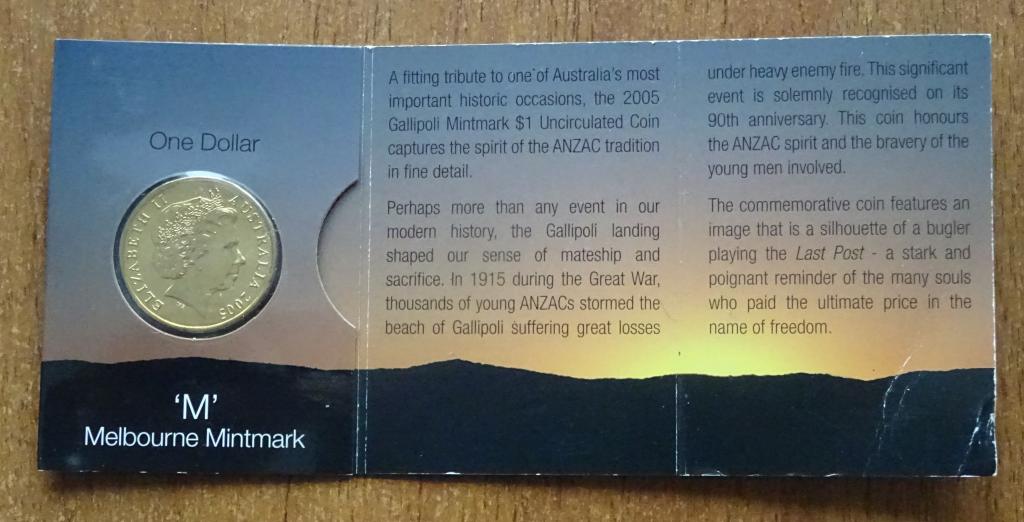 One Dollar
ELIZABETH II AUSTRALIA 2005
'M'
Melbourne Mintmark
A fitting tribute to one of Australia's most
important historic occasions, the 2005
Gallipoli Mintmark $1 Uncirculated Coin
captures the spirit of the ANZAC tradition
in fine detail.
Perhaps more than any event in our
modern history, the Gallipoli landing
shaped our sense of mateship and
sacrifice. In 1915 during the Great War,
thousands of young ANZACs stormed the
beach of Gallipoli suffering great losses
under heavy enemy fire. This significant
event is solemnly recognised on its
90th anniversary. This coin honours
the ANZAC spirit and the bravery of the
young men involved.
The commemorative coin features an
image that is a silhouette of a bugler
playing the Last Post - a stark and
poignant reminder of the many souls
who paid the ultimate price in the
name of freedom.